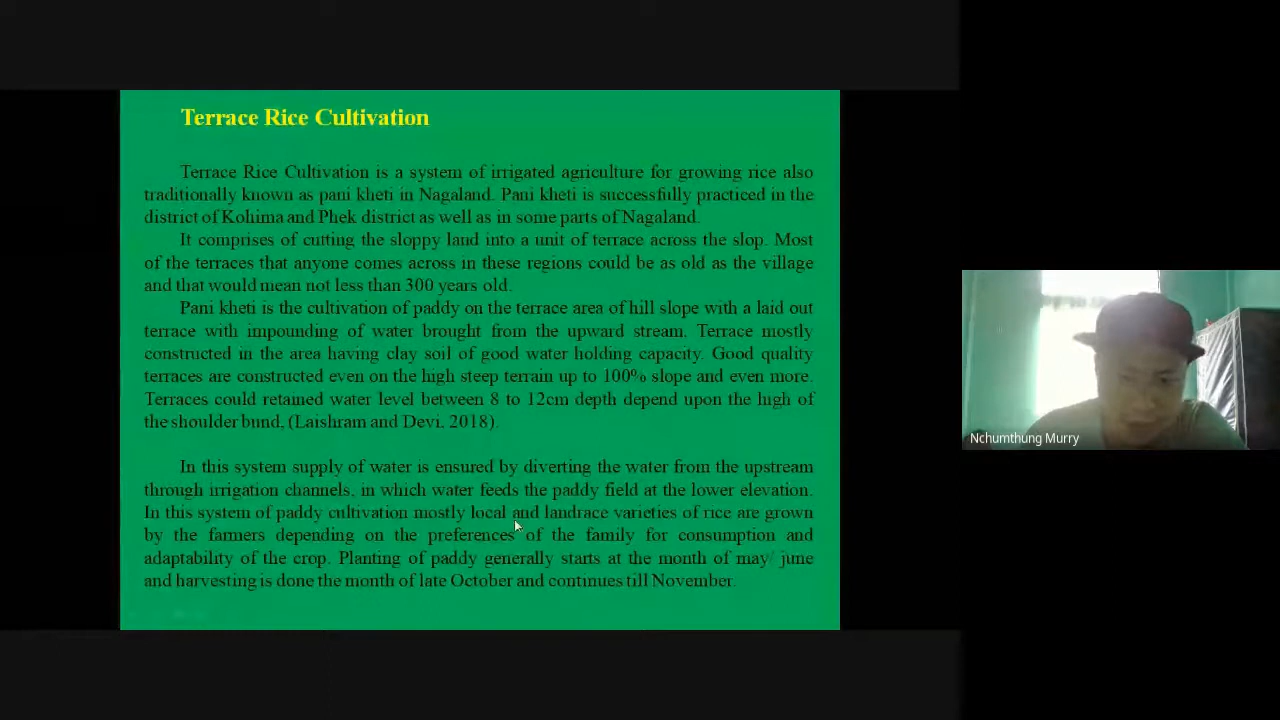 Terrace Rice Cultivation
Terrace Rice Cultivation is a system of irrigated agriculture for growing rice also
traditionally known as pani kheti in Nagaland. Pani kheti is successfully practiced in the
district of Kohima and Phek district as well as in some parts of Nagaland.
It comprises of cutting the sloppy land into a unit of terrace across the slop. Most
of the terraces that anyone comes across in these regions could be as old as the village
and that would mean not less than 300 years old.
Pani kheti is the cultivation of paddy on the terrace area of hill slope with a laid out
terrace with impounding of water brought from the upward stream. Terrace mostly
constructed in the area having clay soil of good water holding capacity. Good quality
terraces are constructed even on the high steep terrain up to 100% slope and even more.
Terraces could retained water level between 8 to 12cm depth depend upon the high of
the shoulder bund, (Laishram and Devi, 2018).
In this system supply of water is ensured by diverting the water from the upstream
through irrigation channels, in which water feeds the paddy field at the lower elevation.
In this system of paddy cultivation mostly local and landrace varieties of rice are grown
by the farmers depending on the preferences of the family for consumption and
adaptability of the crop. Planting of paddy generally starts at the month of may/ june
and harvesting is done the month of late October and continues till November.
Nchumthung Murry